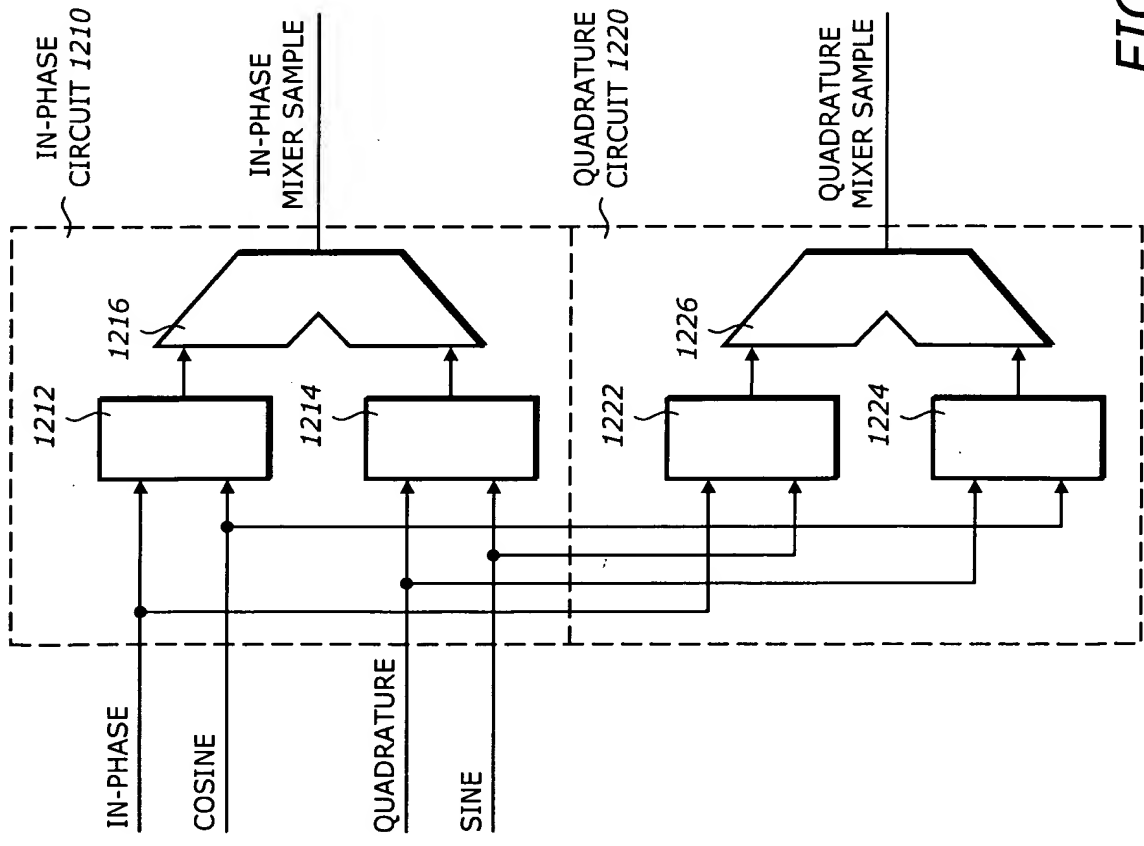 IN-PHASE
CIRCUIT 1210
IN-PHASE
MIXER SAMPLE
1216
1212
1214
QUADRATURE
CIRCUIT 1220
QUADRATURE
MIXER SAMPLE
1226
1222
1224
IN-PHASE
COSINE
QUADRATURE
SINE